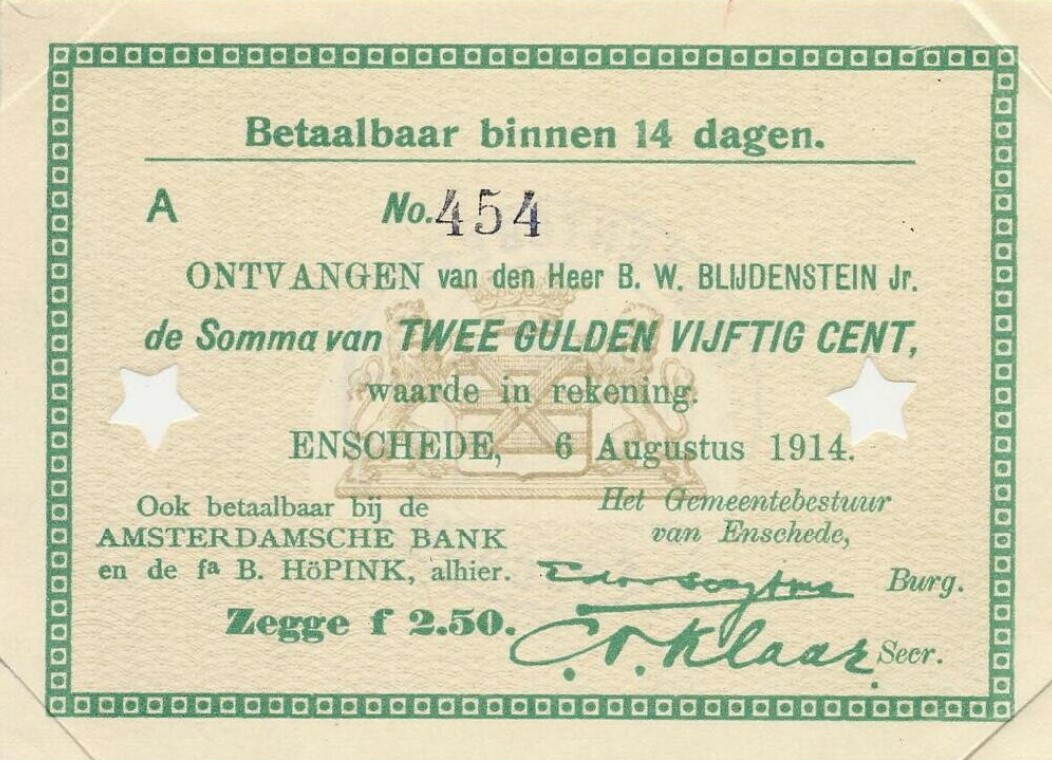 Betaalbaar binnen 14 dagen.
A No. 454
ONTVANGEN van den Heer B. W. BLIJDENSTEIN Jr.
de Somma van TWEE GULDEN VIJFTIG CENT,
waarde in rekening.
ENSCHEDE, 6 Augustus 1914.
Ook betaalbaar bij de
AMSTERDAMSCHE BANK
en de fa B. HöPINK, alhier.
Zegge f 2.50.
Het Gemeentebestuur
van Enschede,
Burg.
Klaar Secr.